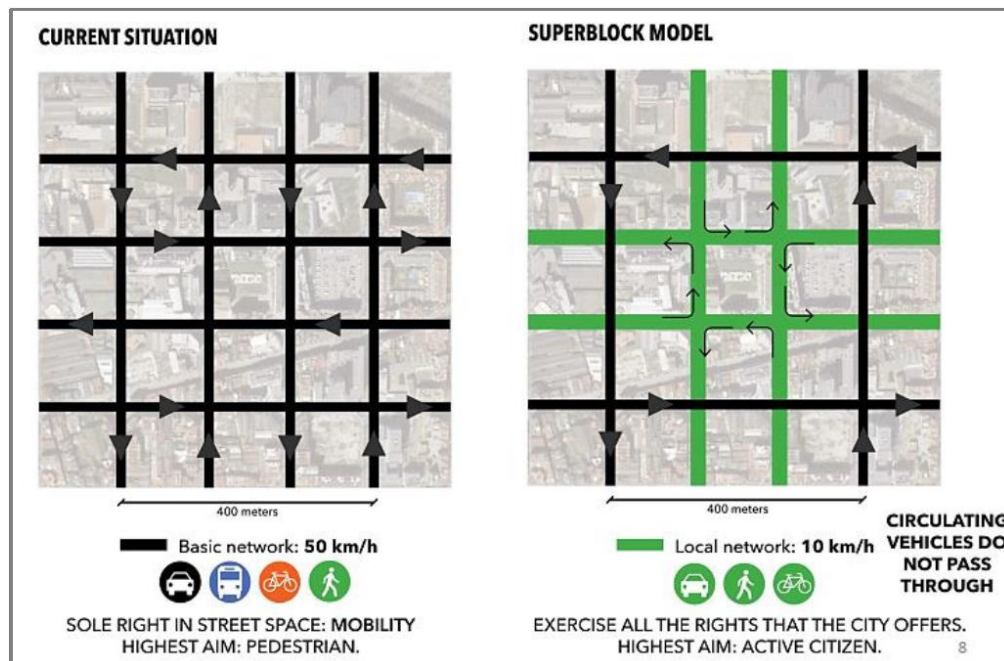 CURRENT SITUATION
400 meters
Basic network: 50 km/h
SOLE RIGHT IN STREET SPACE: MOBILITY
HIGHEST AIM: PEDESTRIAN.
SUPERBLOCK MODEL
400 meters
Local network: 10 km/h
CIRCULATING
VEHICLES DO
NOT PASS
THROUGH
EXERCISE ALL THE RIGHTS THAT THE CITY OFFERS.
HIGHEST AIM: ACTIVE CITIZEN.
8